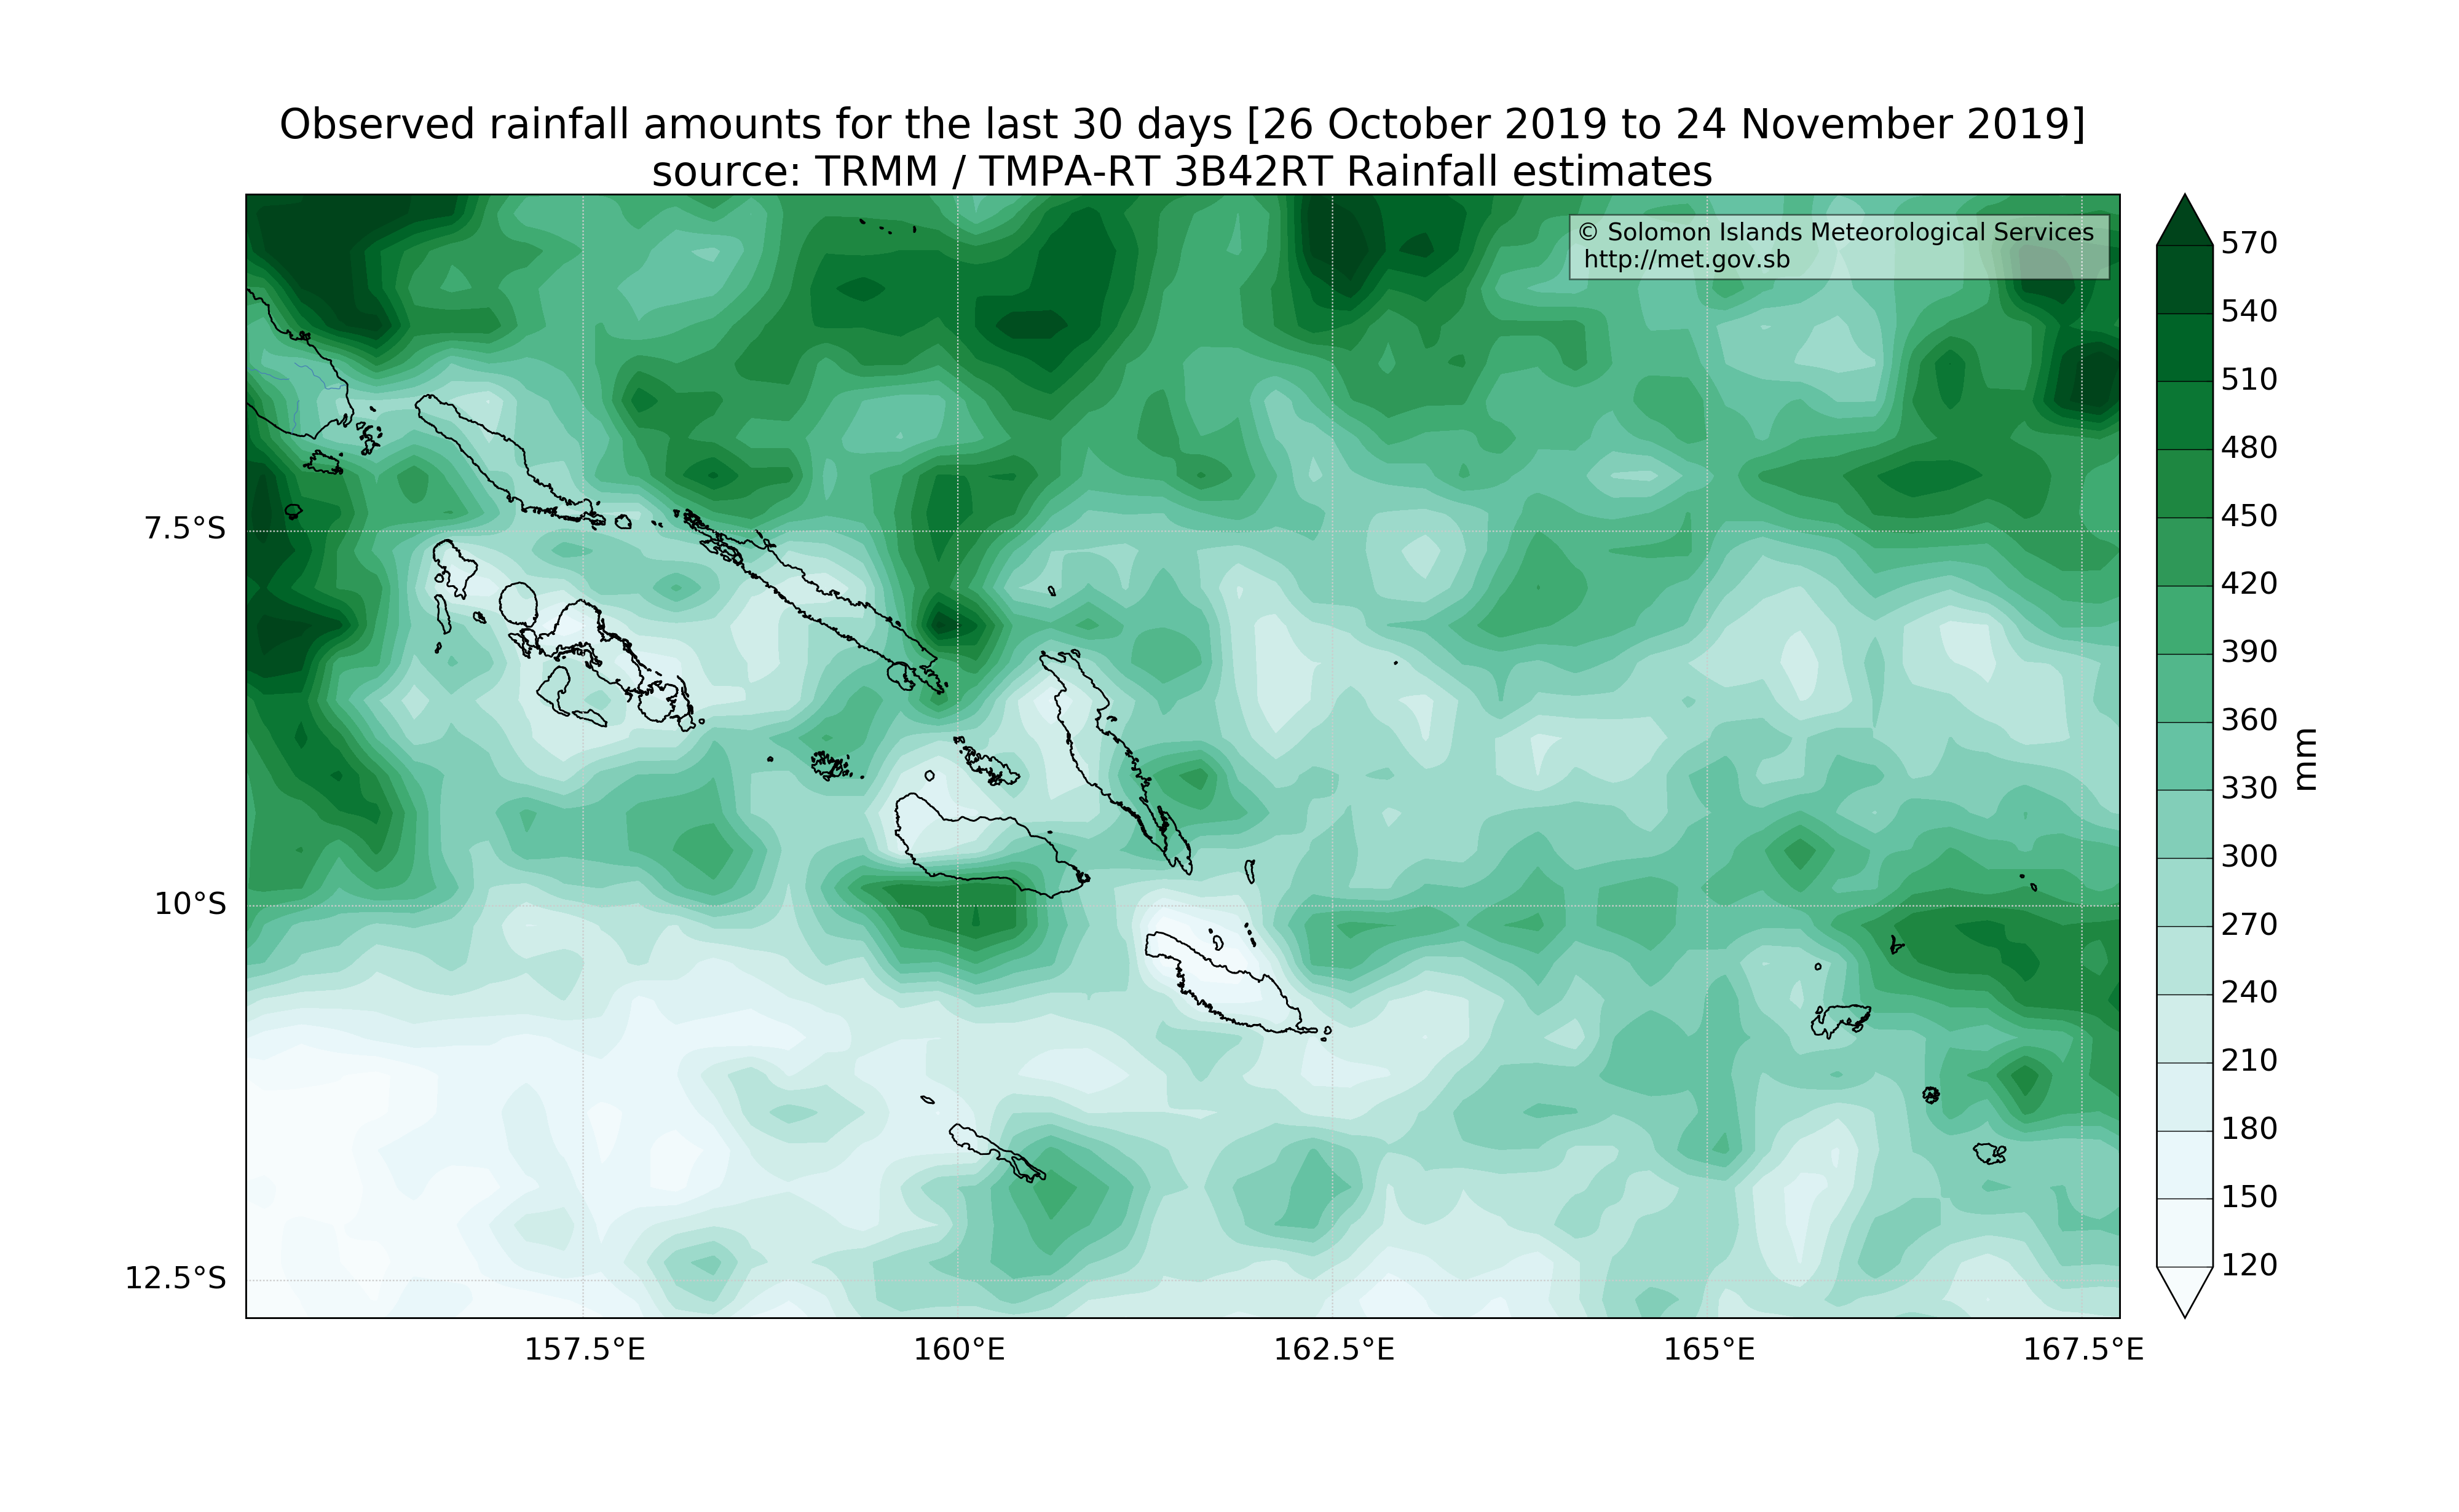 Observed rainfall amounts for the last 30 days [26 October 2019 to 24 November 2019]
source: TRMM / TMPA-RT 3B42RT Rainfall estimates
© Solomon Islands Meteorological Services
http://met.gov.sb
7.5°S
10°S
12.5°S
157.5°E
160°E
162.5°E
165°E
167.5°E
570
540
510
480
450
420
390
360
330
300
270
240
210
180
150
120
mm